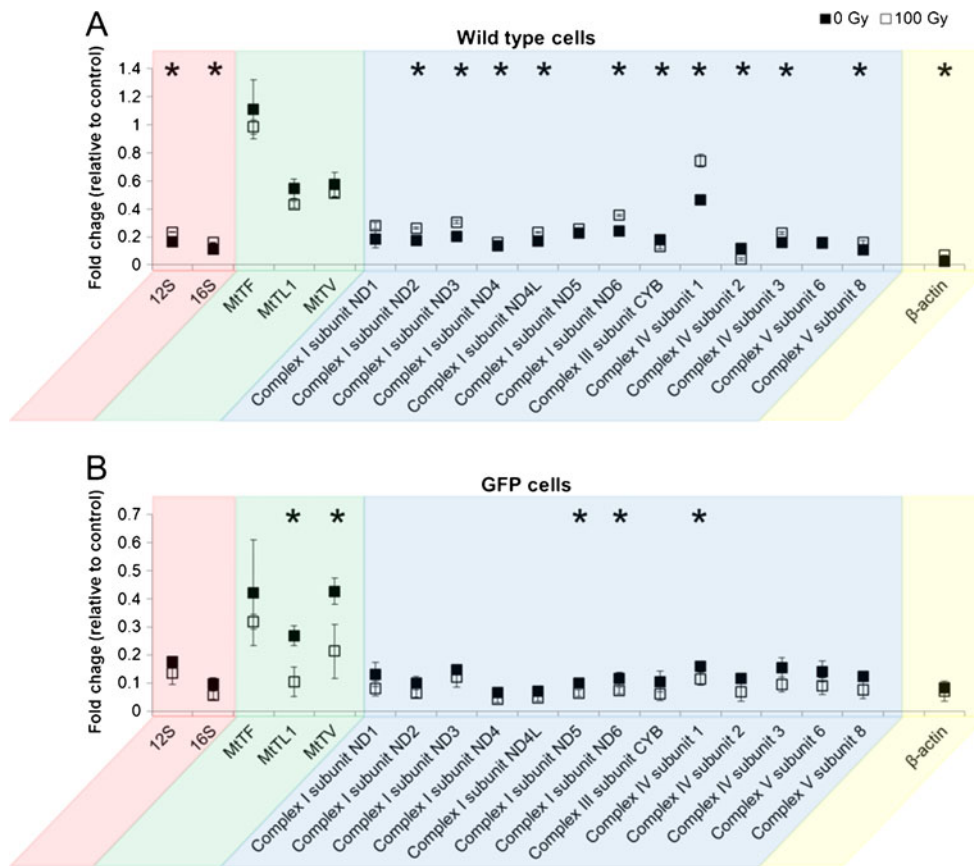 A
■ 0 Gy □ 100 Gy
Wild type cells
Fold chage (relative to control)
1.4
1.2
1
0.8
0.6
0.4
0.2
0
* * * * * * * * * * * * *
12S
16S
MtTF
MtTL1
MtTV
Complex I subunit ND1
Complex I subunit ND2
Complex I subunit ND3
Complex I subunit ND4
Complex I subunit ND4L
Complex I subunit ND5
Complex I subunit ND6
Complex III subunit CYB
Complex IV subunit 1
Complex IV subunit 2
Complex IV subunit 3
Complex V subunit 6
Complex V subunit 8
β-actin
B
GFP cells
Fold chage (relative to control)
0.7
0.6
0.5
0.4
0.3
0.2
0.1
0
* * * * *
12S
16S
MtTF
MtTL1
MtTV
Complex I subunit ND1
Complex I subunit ND2
Complex I subunit ND3
Complex I subunit ND4
Complex I subunit ND4L
Complex I subunit ND5
Complex I subunit ND6
Complex III subunit CYB
Complex IV subunit 1
Complex IV subunit 2
Complex IV subunit 3
Complex V subunit 6
Complex V subunit 8
β-actin